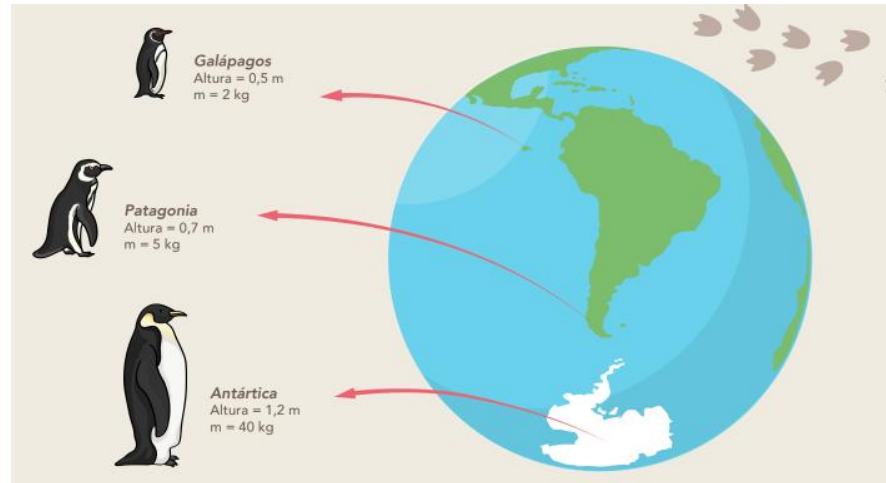 Galápagos
Altura = 0,5 m
m = 2 kg
Patagonia
Altura = 0,7 m
m = 5 kg
Antártica
Altura = 1,2 m
m = 40 kg